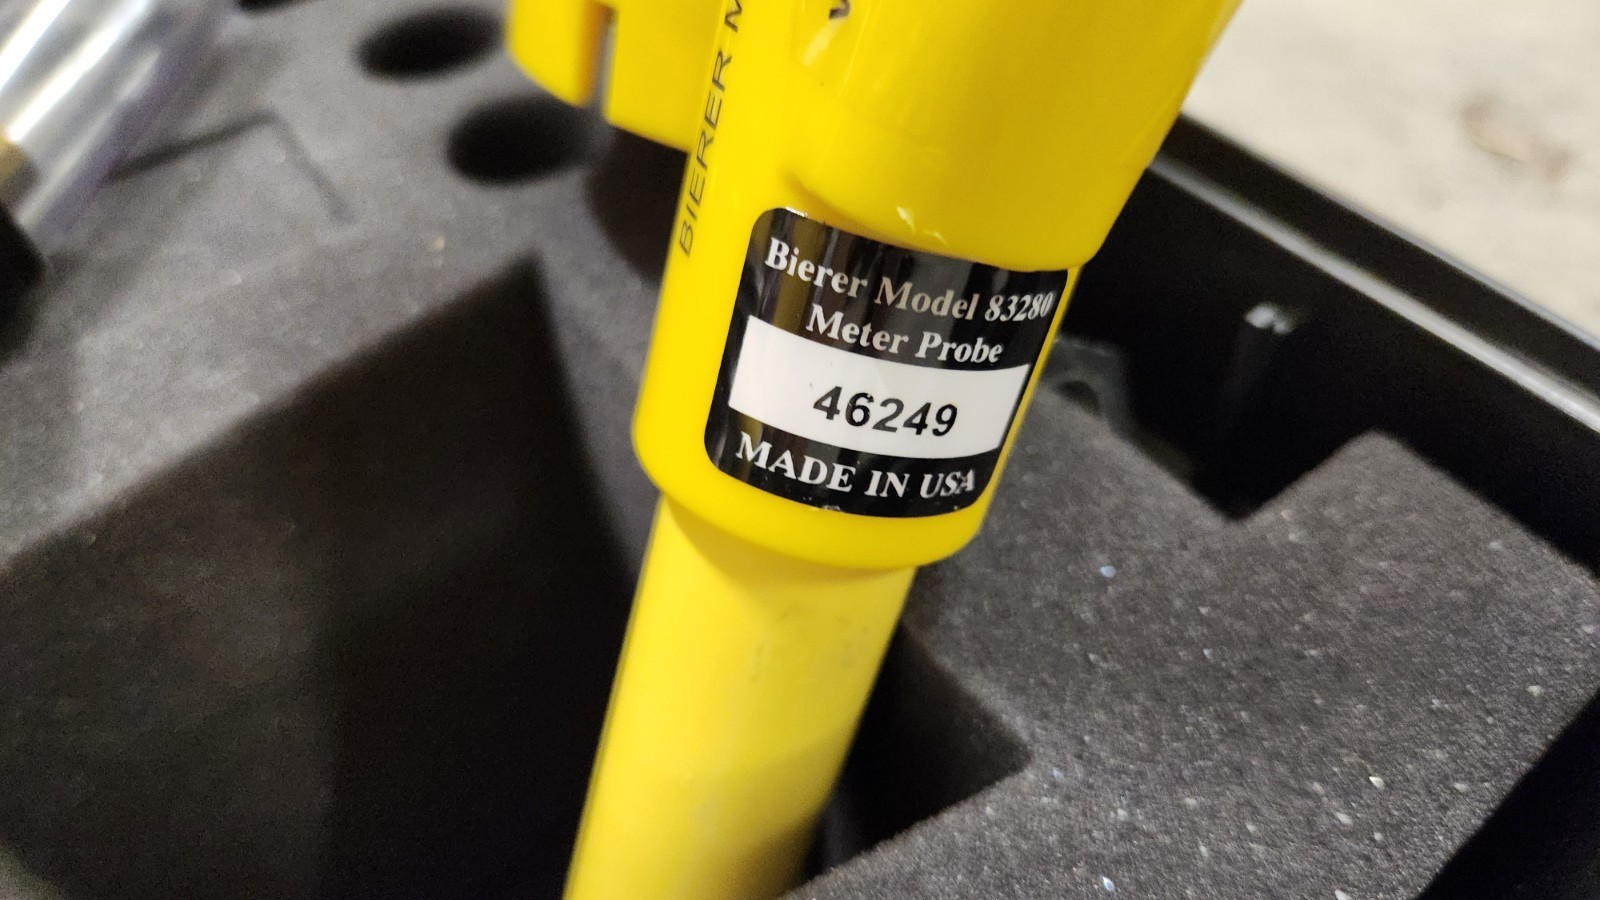 BIERER
Bierer Model 83280
Meter Probe
46249
MADE IN USA